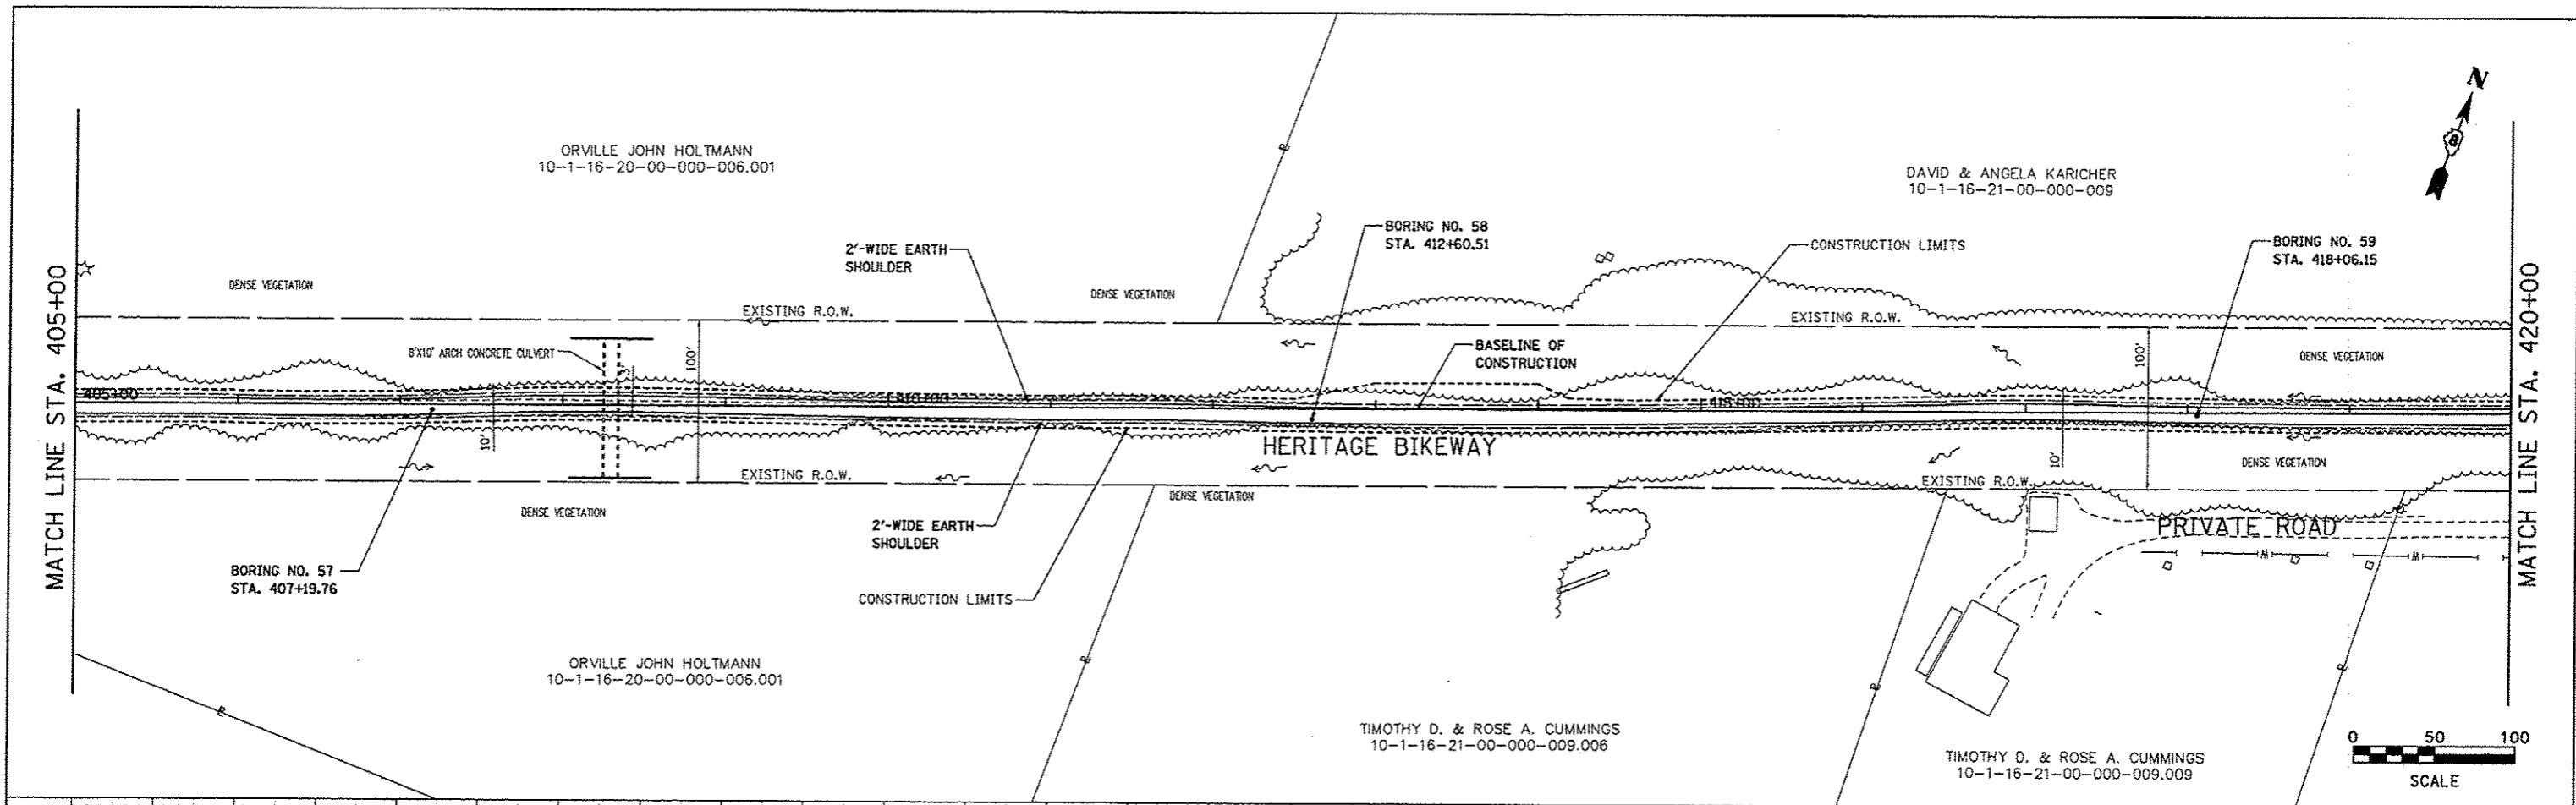 N
ORVILLE JOHN HOLTMANN
10-1-16-20-00-000-006.001
DAVID & ANGELA KARICHER
10-1-16-21-00-000-009
BORING NO. 58
STA. 412+60.51
2'-WIDE EARTH
SHOULDER
CONSTRUCTION LIMITS
BORING NO. 59
STA. 418+06.15
MATCH LINE STA. 405+00
MATCH LINE STA. 420+00
DENSE VEGETATION
DENSE VEGETATION
EXISTING R.O.W.
EXISTING R.O.W.
8'X10' ARCH CONCRETE CULVERT
100'
BASELINE OF
CONSTRUCTION
100'
DENSE VEGETATION
405+00
410+00
415+00
10'
HERITAGE BIKEWAY
10'
DENSE VEGETATION
EXISTING R.O.W.
EXISTING R.O.W.
DENSE VEGETATION
DENSE VEGETATION
2'-WIDE EARTH
SHOULDER
PRIVATE ROAD
W
W
BORING NO. 57
STA. 407+19.76
CONSTRUCTION LIMITS
ORVILLE JOHN HOLTMANN
10-1-16-20-00-000-006.001
TIMOTHY D. & ROSE A. CUMMINGS
10-1-16-21-00-000-009.006
TIMOTHY D. & ROSE A. CUMMINGS
10-1-16-21-00-000-009.009
0 50 100
SCALE